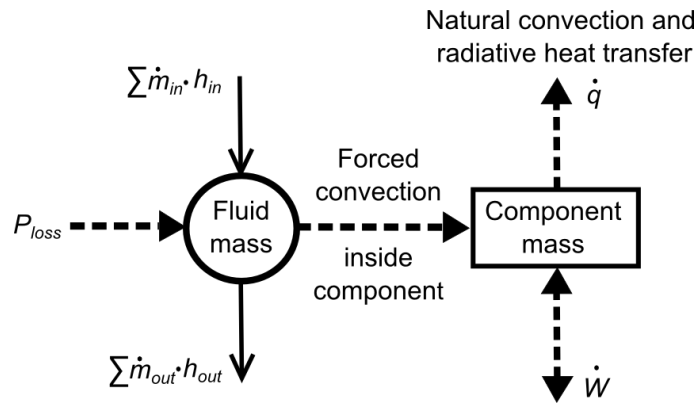 Natural convection and
radiative heat transfer
∑ṁin·hin
q̇
Forced
convection
Ploss
Fluid
mass
Component
mass
inside
component
∑ṁout·hout
Ẇ